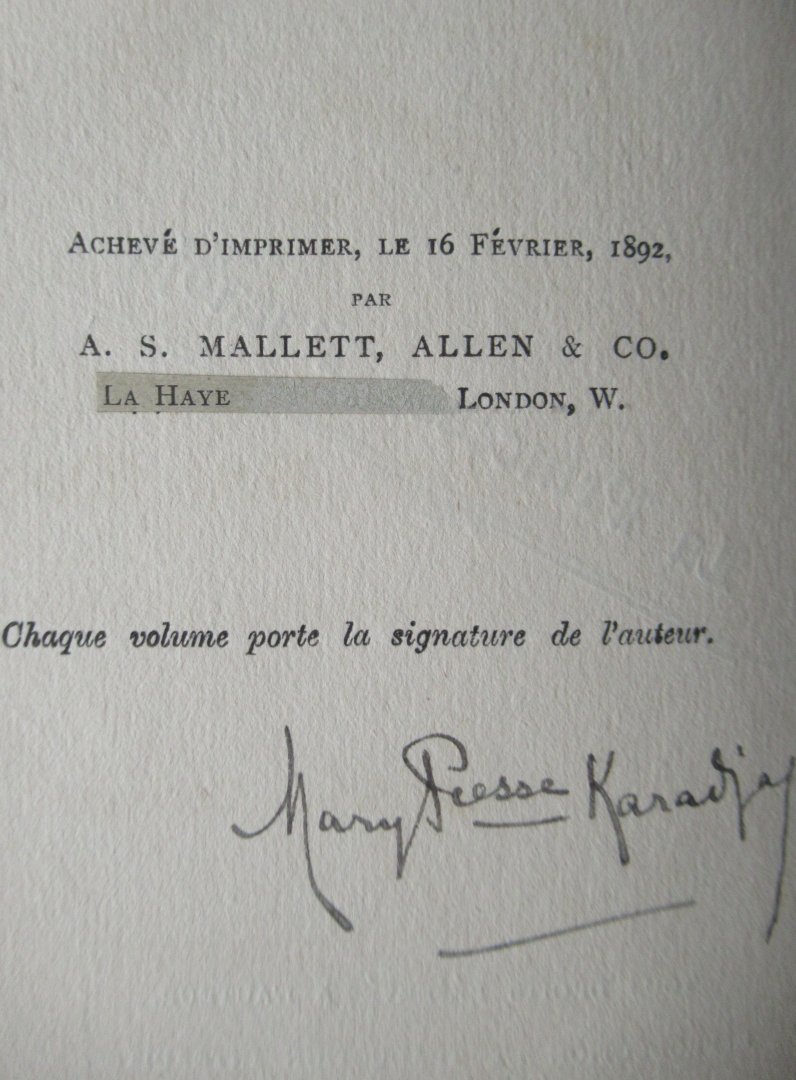 ACHEVÉ D'IMPRIMER, LE 16 FÉVRIER, 1892,
PAR
A. S. MALLETT, ALLEN & CO.
LA HAYE LONDON, W.
Chaque volume porte la signature de l'auteur.
Mary Pcesse Karadja